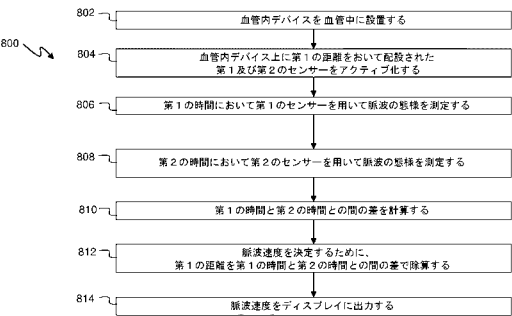 800
802
血管内デバイスを血管中に設置する
804
血管内デバイス上に第1の距離をおいて配設された
第1及び第2のセンサーをアクティブ化する
806
第1の時間において第1のセンサーを用いて脈波の態様を測定する
808
第2の時間において第2のセンサーを用いて脈波の態様を測定する
810
第1の時間と第2の時間との間の差を計算する
812
脈波速度を決定するために、
第1の距離を第1の時間と第2の時間との間の差で除算する
814
脈波速度をディスプレイに出力する